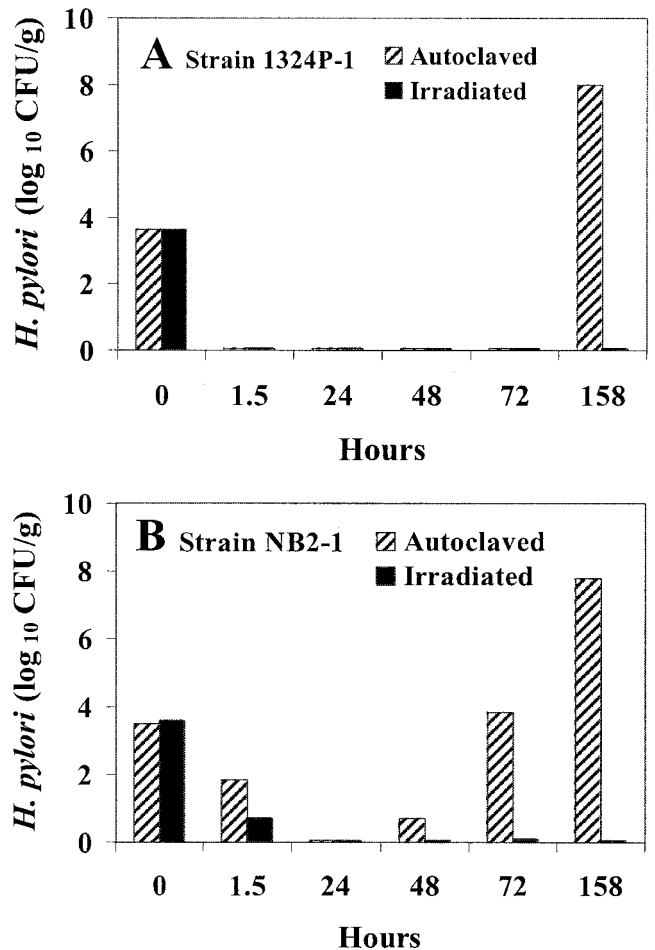 10
8
6
4
2
0
H. pylori (log 10 CFU/g)
A Strain 1324P-1
Autoclaved
Irradiated
0 1.5 24 48 72 158
Hours
10
8
6
4
2
0
H. pylori (log 10 CFU/g)
B Strain NB2-1
Autoclaved
Irradiated
0 1.5 24 48 72 158
Hours